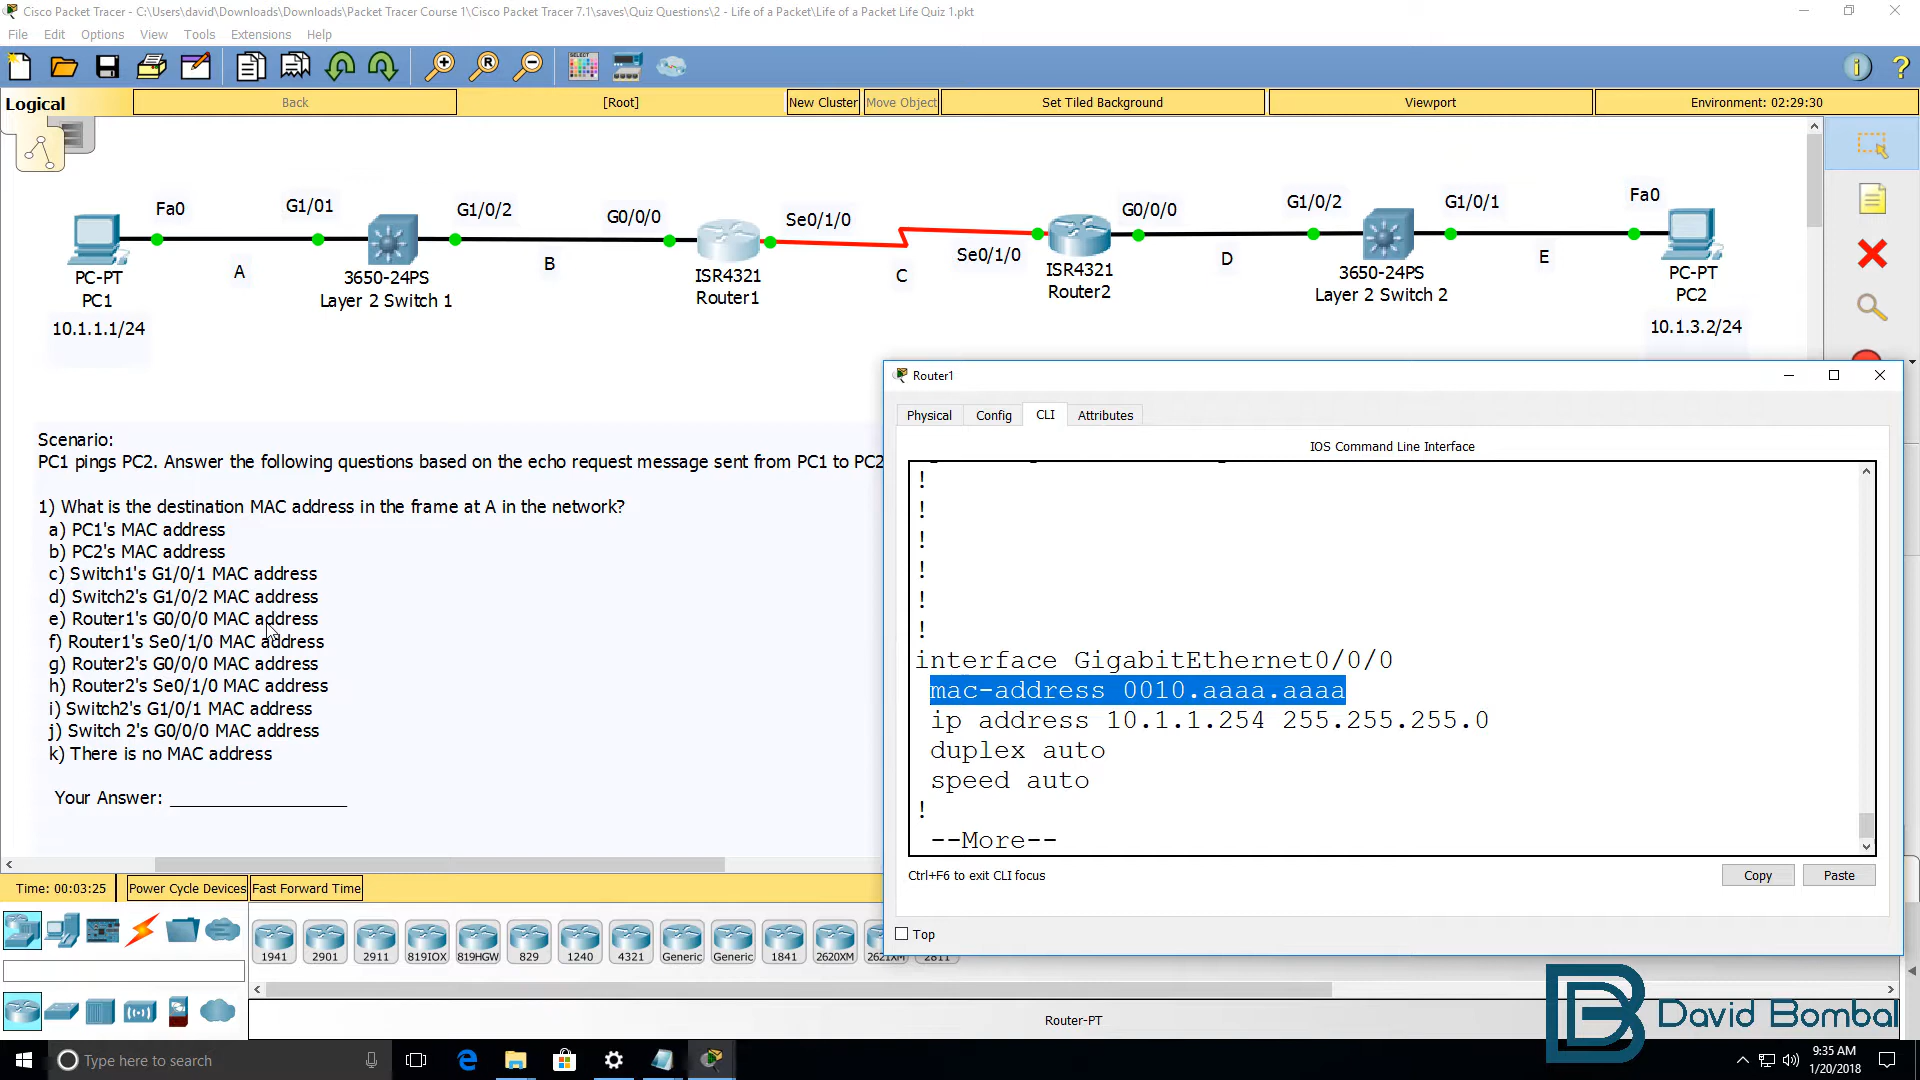 Cisco Packet Tracer - C:\Users\david\Downloads\Downloads\Packet Tracer Course 1\Cisco Packet Tracer 7.1\saves\Quiz Questions\2 - Life of a Packet\Life of a Packet Life Quiz 1.pkt
File Edit Options View Tools Extensions Help
Logical Back [Root] New Cluster Move Object Set Tiled Background Viewport Environment: 02:29:30
Fa0 G1/01 G1/0/2 G0/0/0 Se0/1/0 G0/0/0 G1/0/2 G1/0/1 Fa0
Se0/1/0
A B C D E
PC-PT
PC1
10.1.1.1/24
3650-24PS
Layer 2 Switch 1
ISR4321
Router1
ISR4321
Router2
3650-24PS
Layer 2 Switch 2
PC-PT
PC2
10.1.3.2/24
Scenario:
PC1 pings PC2. Answer the following questions based on the echo request message sent from PC1 to PC2
1) What is the destination MAC address in the frame at A in the network?
a) PC1's MAC address
b) PC2's MAC address
c) Switch1's G1/0/1 MAC address
d) Switch2's G1/0/2 MAC address
e) Router1's G0/0/0 MAC address
f) Router1's Se0/1/0 MAC address
g) Router2's G0/0/0 MAC address
h) Router2's Se0/1/0 MAC address
i) Switch2's G1/0/1 MAC address
j) Switch 2's G0/0/0 MAC address
k) There is no MAC address
Your Answer: ___________________
Router1
Physical Config CLI Attributes
IOS Command Line Interface
!
!
!
!
!
!
interface GigabitEthernet0/0/0
mac-address 0010.aaaa.aaaa
ip address 10.1.1.254 255.255.255.0
duplex auto
speed auto
!
--More--
Ctrl+F6 to exit CLI focus
Copy Paste
Top
Time: 00:03:25 Power Cycle Devices Fast Forward Time
1941 2901 2911 819IOX 819HGW 829 1240 4321 Generic Generic 1841 2620XM 2621XM 2811
Router-PT
David Bombal
Type here to search
9:35 AM
1/20/2018